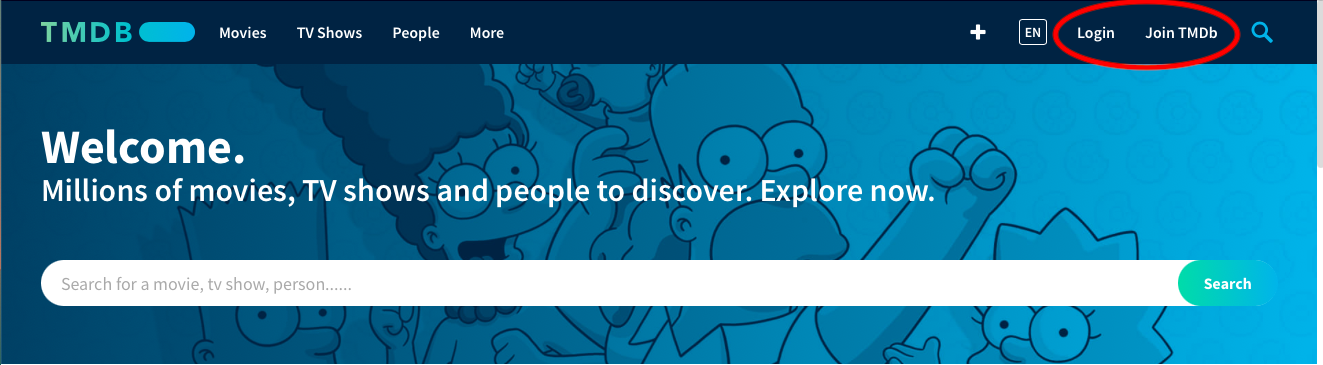 TMDB Movies TV Shows People More EN Login Join TMDb
Welcome.
Millions of movies, TV shows and people to discover. Explore now.
Search for a movie, tv show, person...... Search